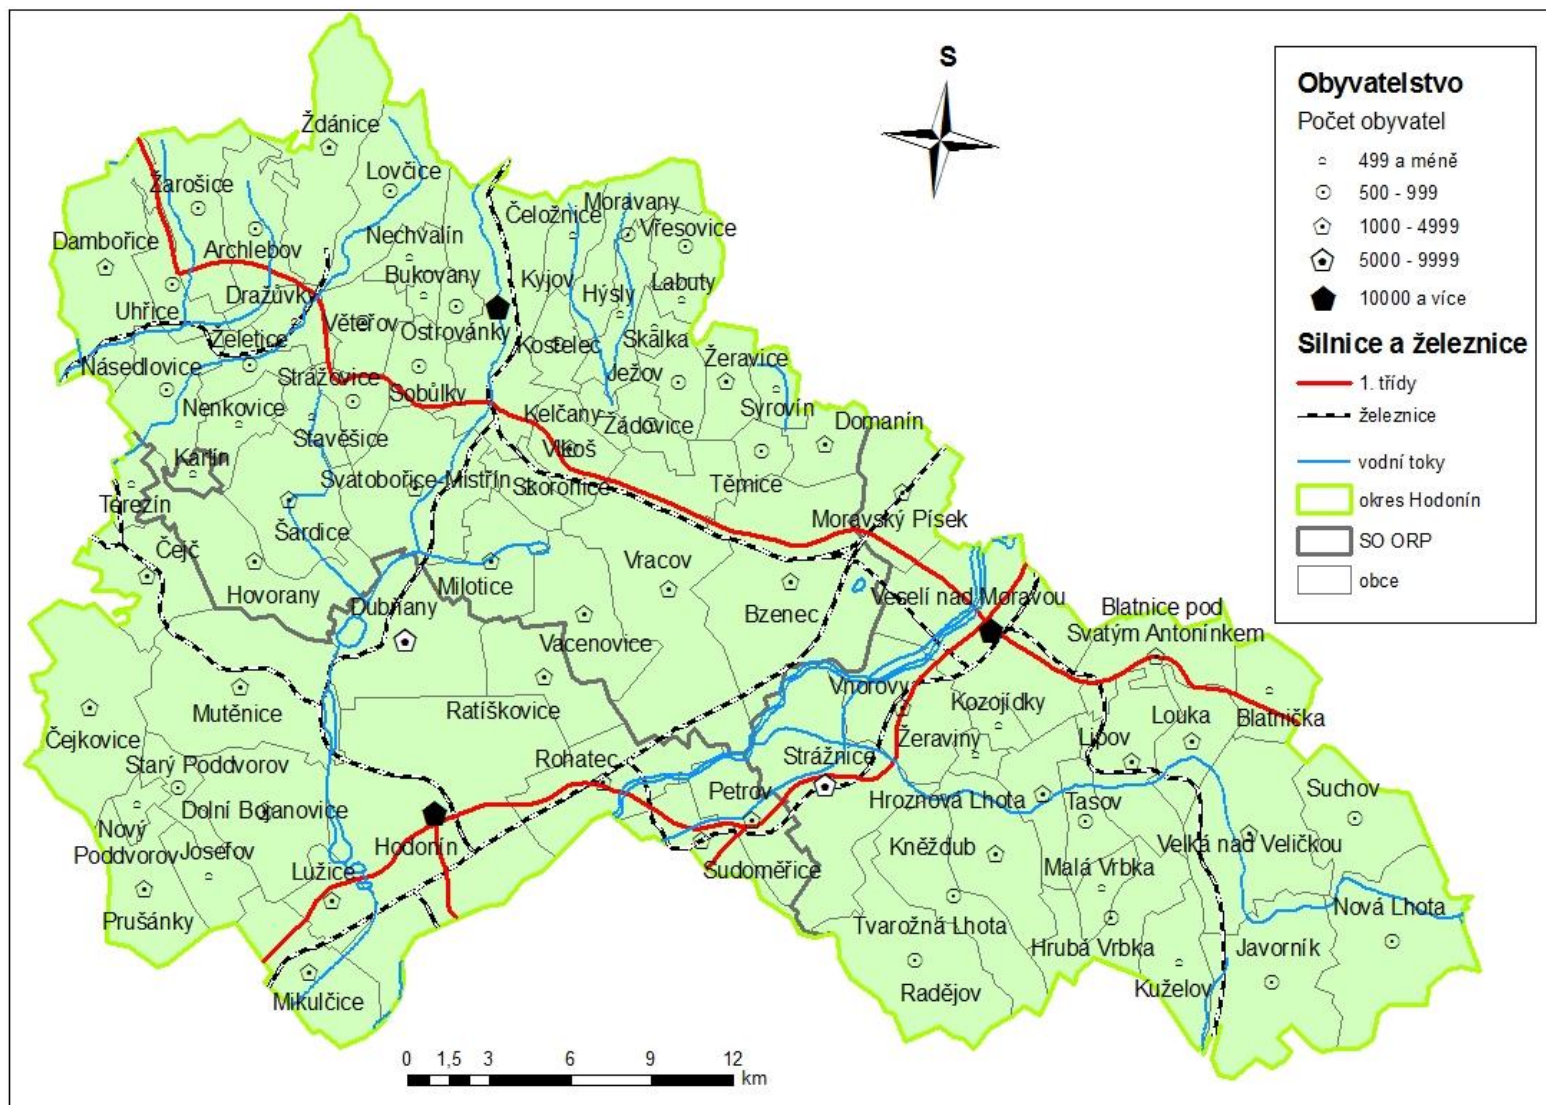 S
Obyvatelstvo
Počet obyvatel
499 a méně
500 - 999
1000 - 4999
5000 - 9999
10000 a více
Silnice a železnice
1. třídy
železnice
vodní toky
okres Hodonín
SO ORP
obce
Ždánice
Lovčice
Žarošice
Moravany
Čeložnice
Vřesovice
Dambořice
Archlebov
Nechvalín
Bukovany
Kyjov
Hýsly
Labuty
Uhřice
Dražůvky
Věteřov
Ostrovánky
Želetice
Kostelec
Skalka
Žeravice
Násedlovice
Strážovice
Sobůlky
Ježov
Nenkovice
Kelčany
Syrovín
Domanín
Stavěšice
Žádovice
Vlkoš
Karlín
Svatobořice-Mistřín
Skoronice
Těmice
Terezín
Šardice
Moravský Písek
Čejč
Hovorany
Milotice
Vracov
Dubňany
Bzenec
Veselí nad Moravou
Blatnice pod
Svatým Antonínkem
Vacenovice
Mutěnice
Ratíškovice
Vnorovy
Kozojídky
Louka
Blatnička
Čejkovice
Žeraviny
Lipov
Starý Poddvorov
Rohatec
Strážnice
Suchov
Dolní Bojanovice
Petrov
Hroznová Lhota
Tasov
Nový
Poddvorov
Josefov
Hodonín
Kněždub
Velká nad Veličkou
Lužice
Sudoměřice
Malá Vrbka
Prušánky
Nová Lhota
Tvarožná Lhota
Hrubá Vrbka
Javorník
Mikulčice
Radějov
Kuželov
0 1,5 3 6 9 12
km